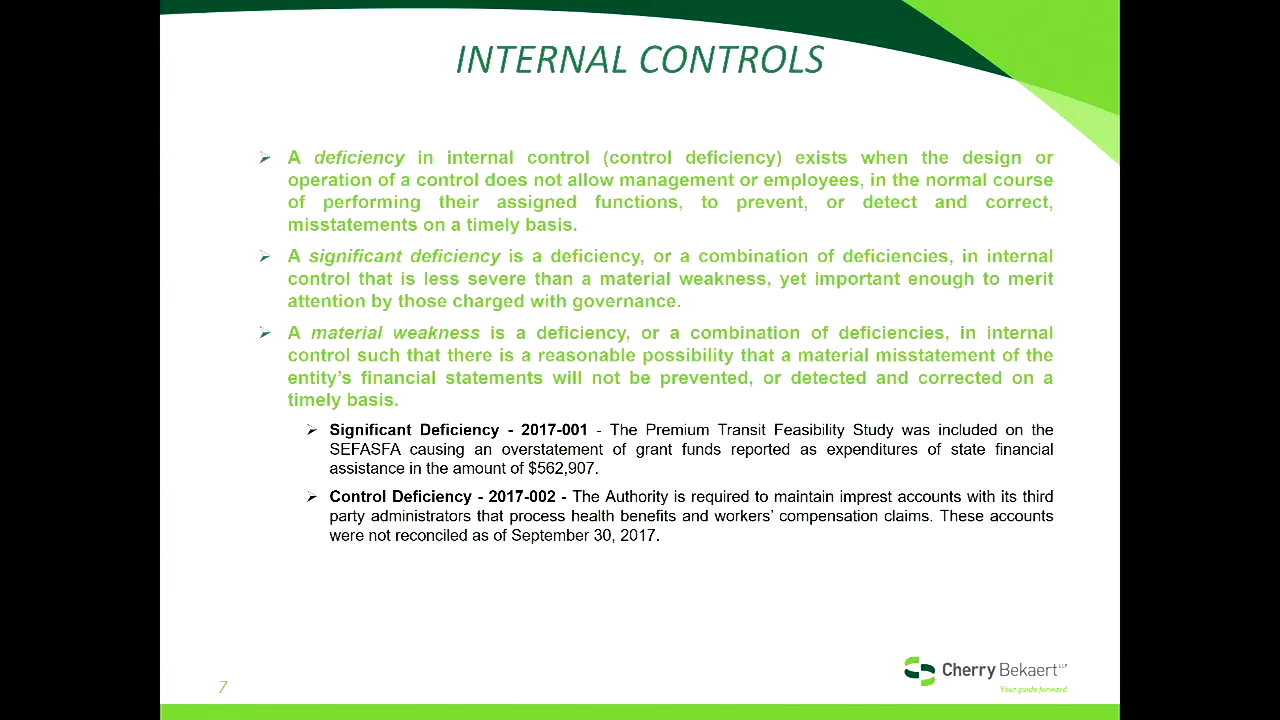 INTERNAL CONTROLS
➢ A deficiency in internal control (control deficiency) exists when the design or
operation of a control does not allow management or employees, in the normal course
of performing their assigned functions, to prevent, or detect and correct,
misstatements on a timely basis.
➢ A significant deficiency is a deficiency, or a combination of deficiencies, in internal
control that is less severe than a material weakness, yet important enough to merit
attention by those charged with governance.
➢ A material weakness is a deficiency, or a combination of deficiencies, in internal
control such that there is a reasonable possibility that a material misstatement of the
entity’s financial statements will not be prevented, or detected and corrected on a
timely basis.
➢ Significant Deficiency - 2017-001 - The Premium Transit Feasibility Study was included on the
SEFASFA causing an overstatement of grant funds reported as expenditures of state financial
assistance in the amount of $562,907.
➢ Control Deficiency - 2017-002 - The Authority is required to maintain imprest accounts with its third
party administrators that process health benefits and workers’ compensation claims. These accounts
were not reconciled as of September 30, 2017.
Cherry Bekaert LLP
Your guide forward
7